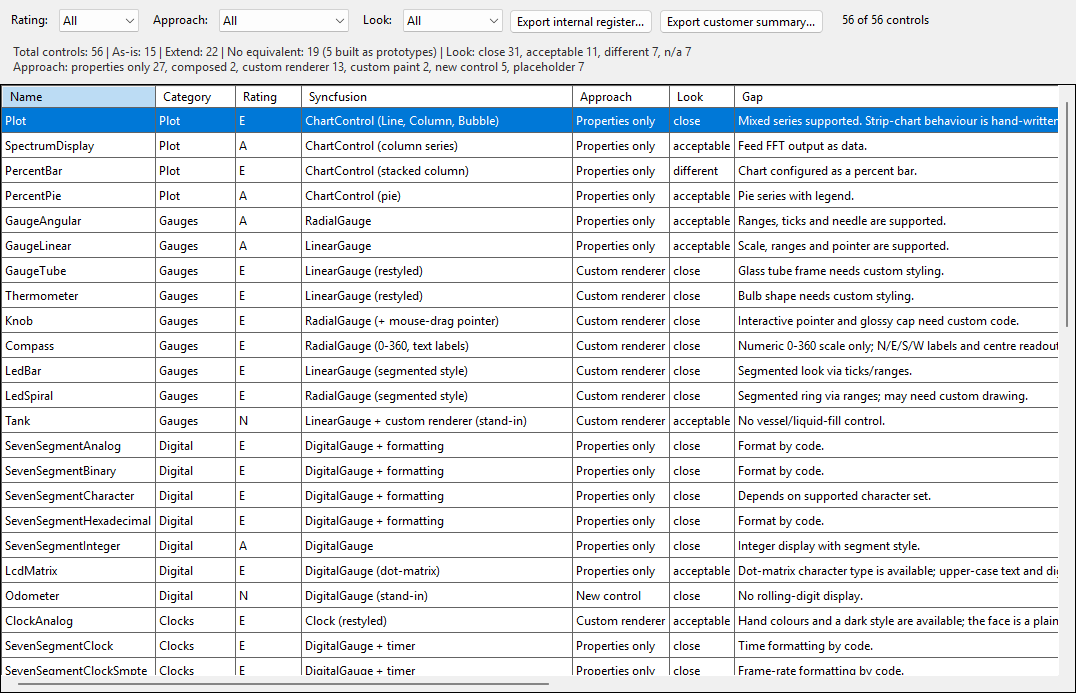 Rating: All Approach: All Look: All Export internal register... Export customer summary... 56 of 56 controls
Total controls: 56 | As-is: 15 | Extend: 22 | No equivalent: 19 (5 built as prototypes) | Look: close 31, acceptable 11, different 7, n/a 7
Approach: properties only 27, composed 2, custom renderer 13, custom paint 2, new control 5, placeholder 7
Name Category Rating Syncfusion Approach Look Gap
Plot Plot E ChartControl (Line, Column, Bubble) Properties only close Mixed series supported. Strip-chart behaviour is hand-written
SpectrumDisplay Plot A ChartControl (column series) Properties only acceptable Feed FFT output as data.
PercentBar Plot E ChartControl (stacked column) Properties only different Chart configured as a percent bar.
PercentPie Plot A ChartControl (pie) Properties only acceptable Pie series with legend.
GaugeAngular Gauges A RadialGauge Properties only acceptable Ranges, ticks and needle are supported.
GaugeLinear Gauges A LinearGauge Properties only acceptable Scale, ranges and pointer are supported.
GaugeTube Gauges E LinearGauge (restyled) Custom renderer close Glass tube frame needs custom styling.
Thermometer Gauges E LinearGauge (restyled) Custom renderer close Bulb shape needs custom styling.
Knob Gauges E RadialGauge (+ mouse-drag pointer) Custom renderer close Interactive pointer and glossy cap need custom code.
Compass Gauges E RadialGauge (0-360, text labels) Custom renderer close Numeric 0-360 scale only; N/E/S/W labels and centre readout
LedBar Gauges E LinearGauge (segmented style) Custom renderer close Segmented look via ticks/ranges.
LedSpiral Gauges E RadialGauge (segmented style) Custom renderer close Segmented ring via ranges; may need custom drawing.
Tank Gauges N LinearGauge + custom renderer (stand-in) Custom renderer acceptable No vessel/liquid-fill control.
SevenSegmentAnalog Digital E DigitalGauge + formatting Properties only close Format by code.
SevenSegmentBinary Digital E DigitalGauge + formatting Properties only close Format by code.
SevenSegmentCharacter Digital E DigitalGauge + formatting Properties only close Depends on supported character set.
SevenSegmentHexadecimal Digital E DigitalGauge + formatting Properties only close Format by code.
SevenSegmentInteger Digital A DigitalGauge Properties only close Integer display with segment style.
LcdMatrix Digital E DigitalGauge (dot-matrix) Properties only acceptable Dot-matrix character type is available; upper-case text and di
Odometer Digital N DigitalGauge (stand-in) New control close No rolling-digit display.
ClockAnalog Clocks E Clock (restyled) Custom renderer acceptable Hand colours and a dark style are available; the face is a plain
SevenSegmentClock Clocks E DigitalGauge + timer Properties only close Time formatting by code.
SevenSegmentClockSmpte Clocks E DigitalGauge + timer Properties only close Frame-rate formatting by code.